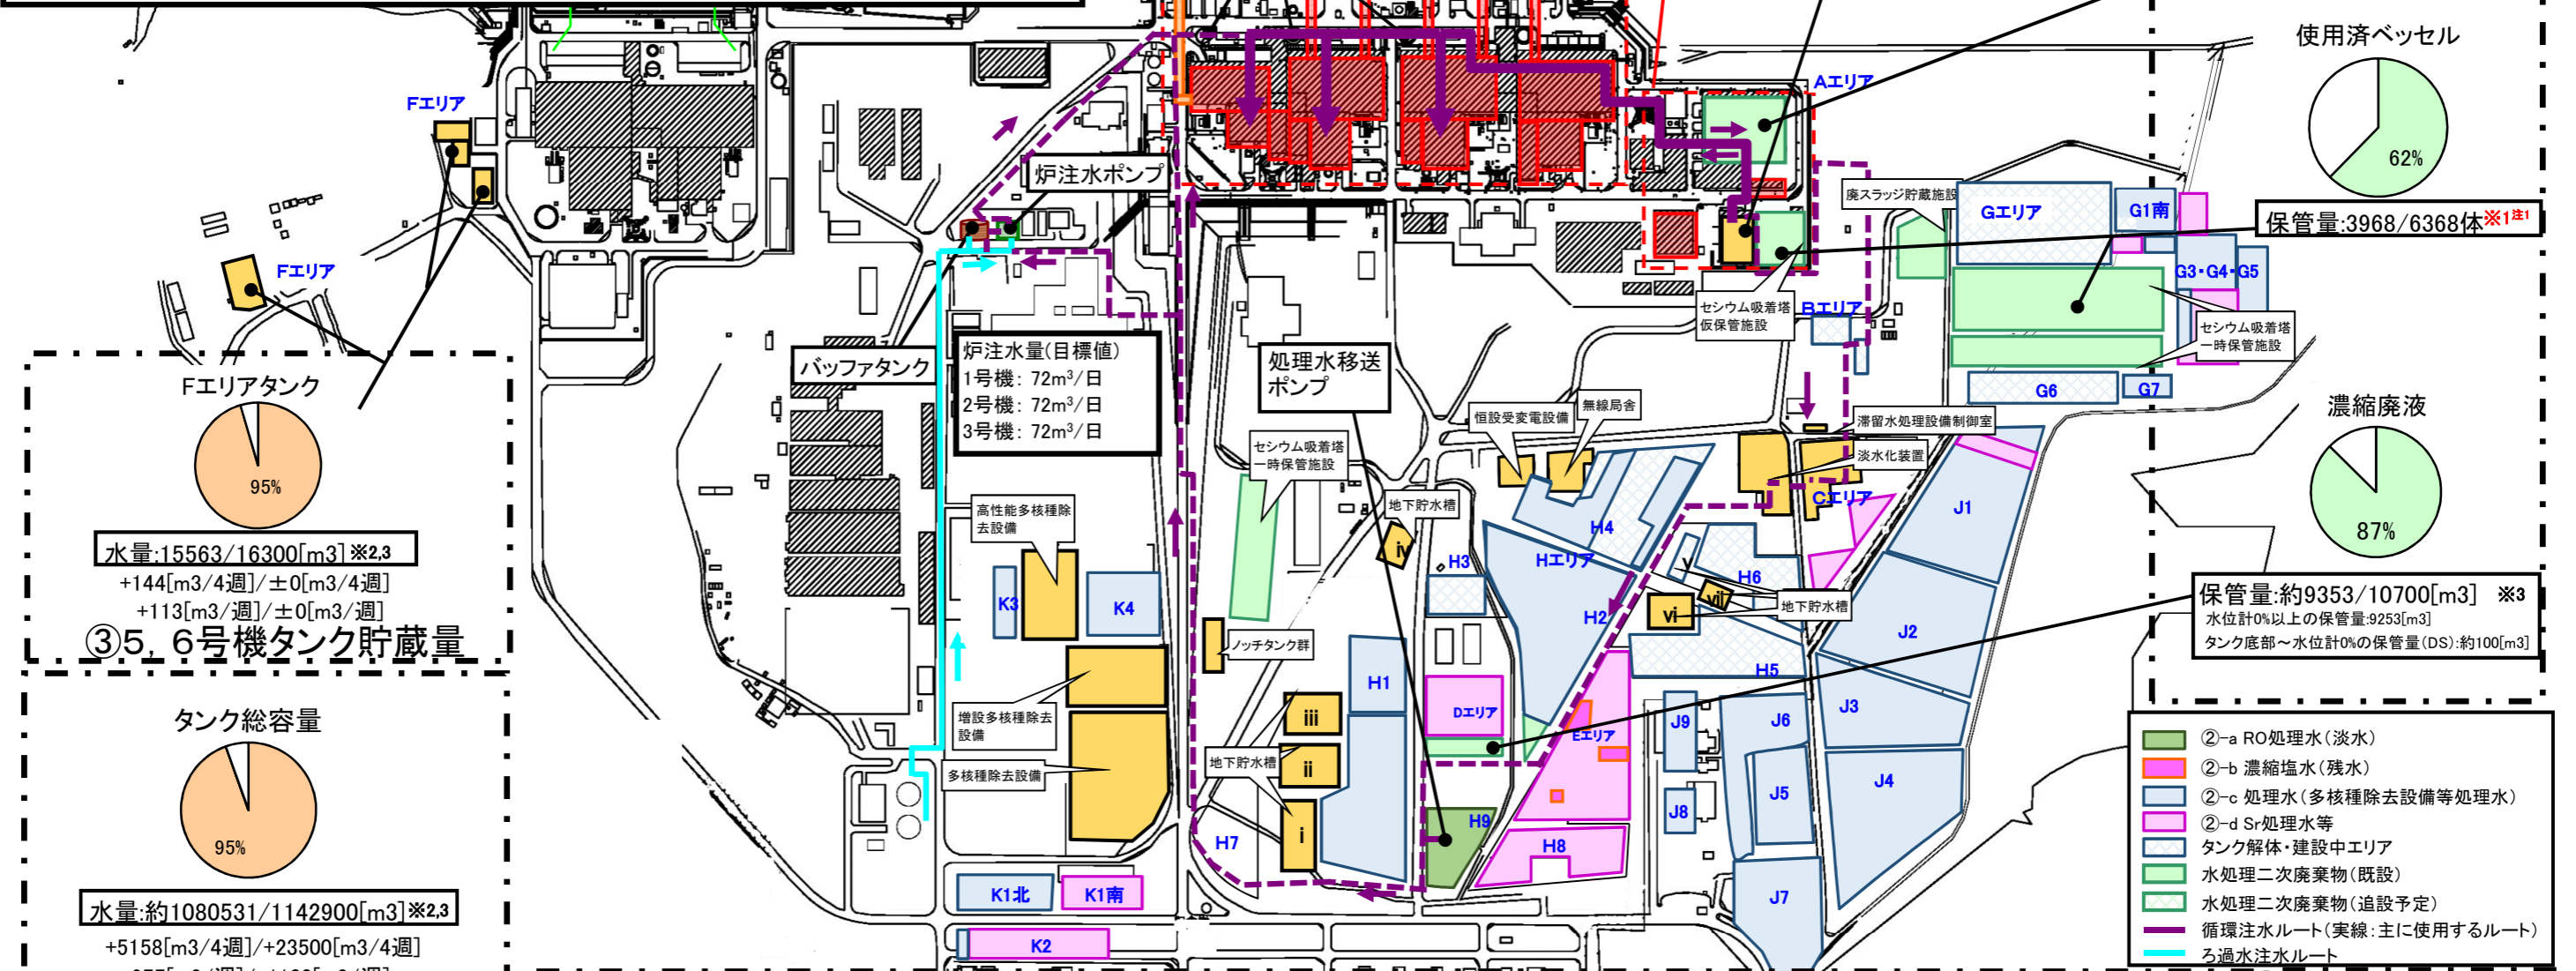 使用済ベッセル
62%
保管量:3968/6368体※1注1
Fエリア
Fエリア
Aエリア
炉注水ポンプ
廃スラッジ貯蔵施設
Gエリア
G1南
G3・G4・G5
セシウム吸着塔
仮保管施設
Bエリア
セシウム吸着塔
一時保管施設
G6
G7
バッファタンク
炉注水量(目標値)
1号機: 72m³/日
2号機: 72m³/日
3号機: 72m³/日
処理水移送
ポンプ
恒設受変電設備
無線局舎
滞留水処理設備制御室
淡水化装置
Cエリア
セシウム吸着塔
一時保管施設
Fエリアタンク
95%
水量:15563/16300[m3]※2,3
+144[m3/4週]/±0[m3/4週]
+113[m3/週]/±0[m3/週]
③5, 6号機タンク貯蔵量
濃縮廃液
87%
保管量:約9353/10700[m3] ※3
水位計0%以上の保管量:9253[m3]
タンク底部~水位計0%の保管量(DS):約100[m3]
高性能多核種除
去設備
K3
K4
地下貯水槽
iv
H3
H4
Hエリア
H2
v
H6
vi
vii
地下貯水槽
H5
J1
J2
ノッチタンク群
増設多核種除去
設備
多核種除去設備
地下貯水槽
iii
ii
i
H1
Dエリア
Eエリア
J9
J6
J3
J8
J5
J4
J7
H7
H9
H8
K1北
K1南
K2
タンク総容量
95%
水量:約1080531/1142900[m3]※2,3
+5158[m3/4週]/+23500[m3/4週]
②-a RO処理水(淡水)
②-b 濃縮塩水(残水)
②-c 処理水(多核種除去設備等処理水)
②-d Sr処理水等
タンク解体・建設中エリア
水処理二次廃棄物(既設)
水処理二次廃棄物(追設予定)
循環注水ルート(実線:主に使用するルート)
ろ過水注水ルート